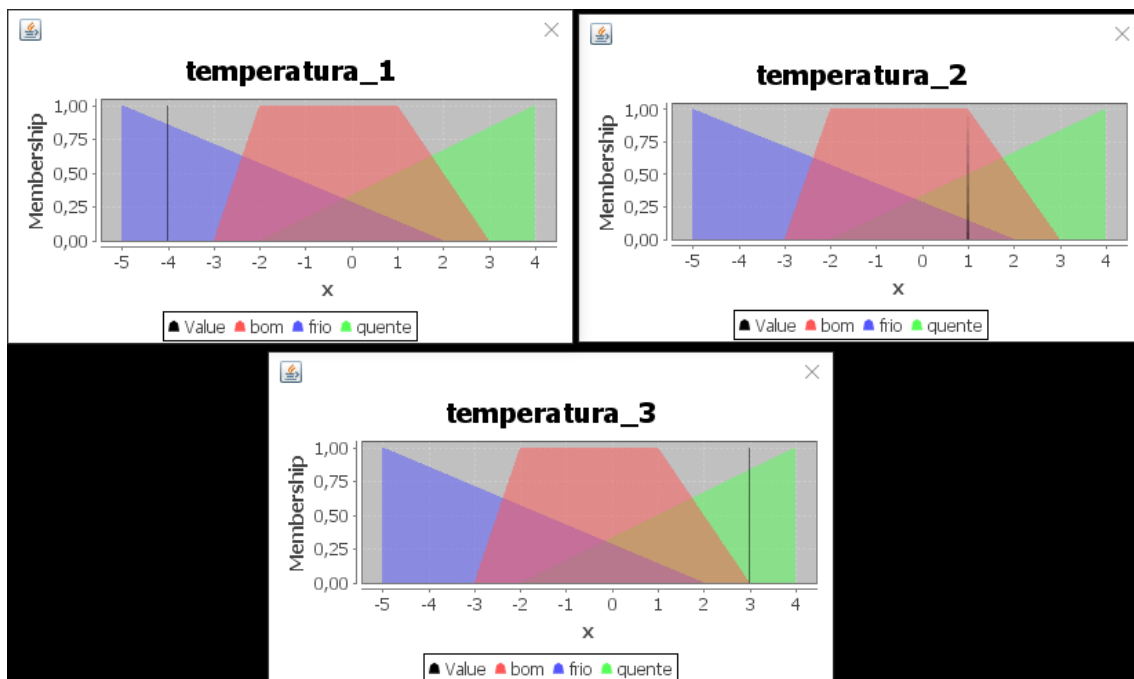 temperatura_1
1,00
0,75
0,50
0,25
0,00
Membership
-5 -4 -3 -2 -1 0 1 2 3 4
x
Value bom frio quente
temperatura_2
1,00
0,75
0,50
0,25
0,00
Membership
-5 -4 -3 -2 -1 0 1 2 3 4
x
Value bom frio quente
temperatura_3
1,00
0,75
0,50
0,25
0,00
Membership
-5 -4 -3 -2 -1 0 1 2 3 4
x
Value bom frio quente